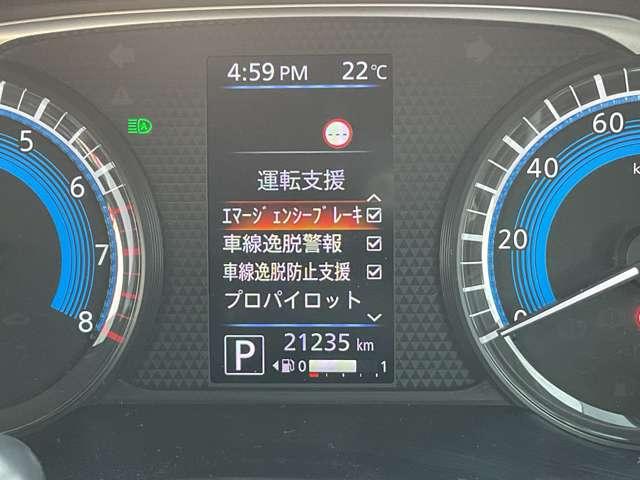 4:59 PM 22℃
---
運転支援
ｴﾏｰｼﾞｪﾝｼｰﾌﾞﾚｰｷ
車線逸脱警報
車線逸脱防止支援
プロパイロット
P 21235 km
0 1
5
6
7
8
A
60
40
20
0